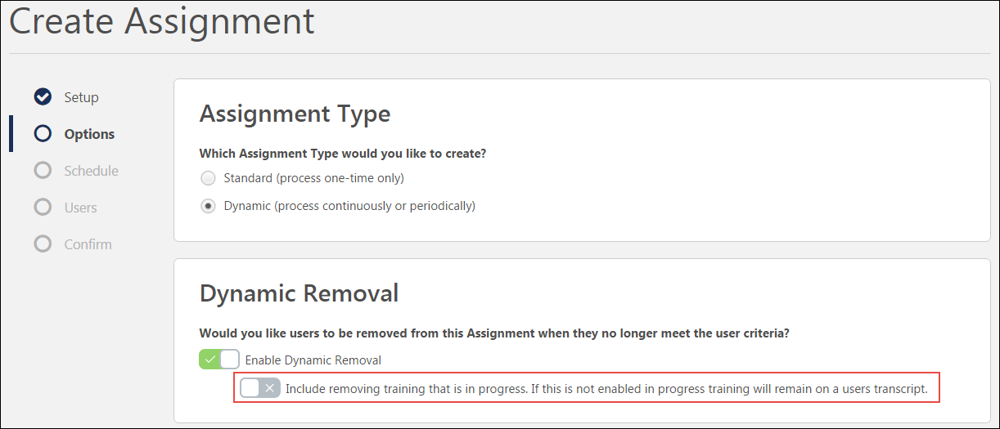 Create Assignment
Setup
Options
Schedule
Users
Confirm
Assignment Type
Which Assignment Type would you like to create?
Standard (process one-time only)
Dynamic (process continuously or periodically)
Dynamic Removal
Would you like users to be removed from this Assignment when they no longer meet the user criteria?
Enable Dynamic Removal
Include removing training that is in progress. If this is not enabled in progress training will remain on a users transcript.